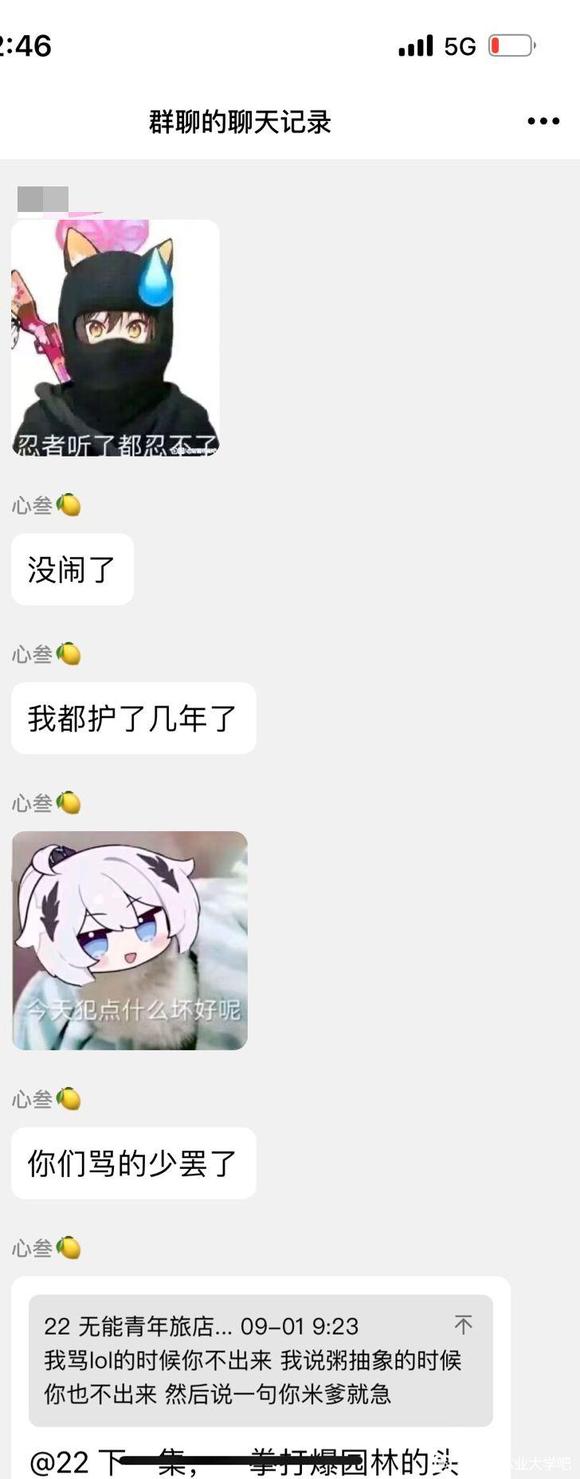 2:46
5G
群聊的聊天记录
忍者听了都忍不了
心叁🍋
没闹了
心叁🍋
我都护了几年了
心叁🍋
今天犯点什么坏好呢
心叁🍋
你们骂的少罢了
心叁🍋
22 无能青年旅店... 09-01 9:23
我骂lol的时候你不出来 我说粥抽象的时候
你也不出来 然后说一句你米爹就急
@22 下一集，一拳打爆园林的头
业大学吧